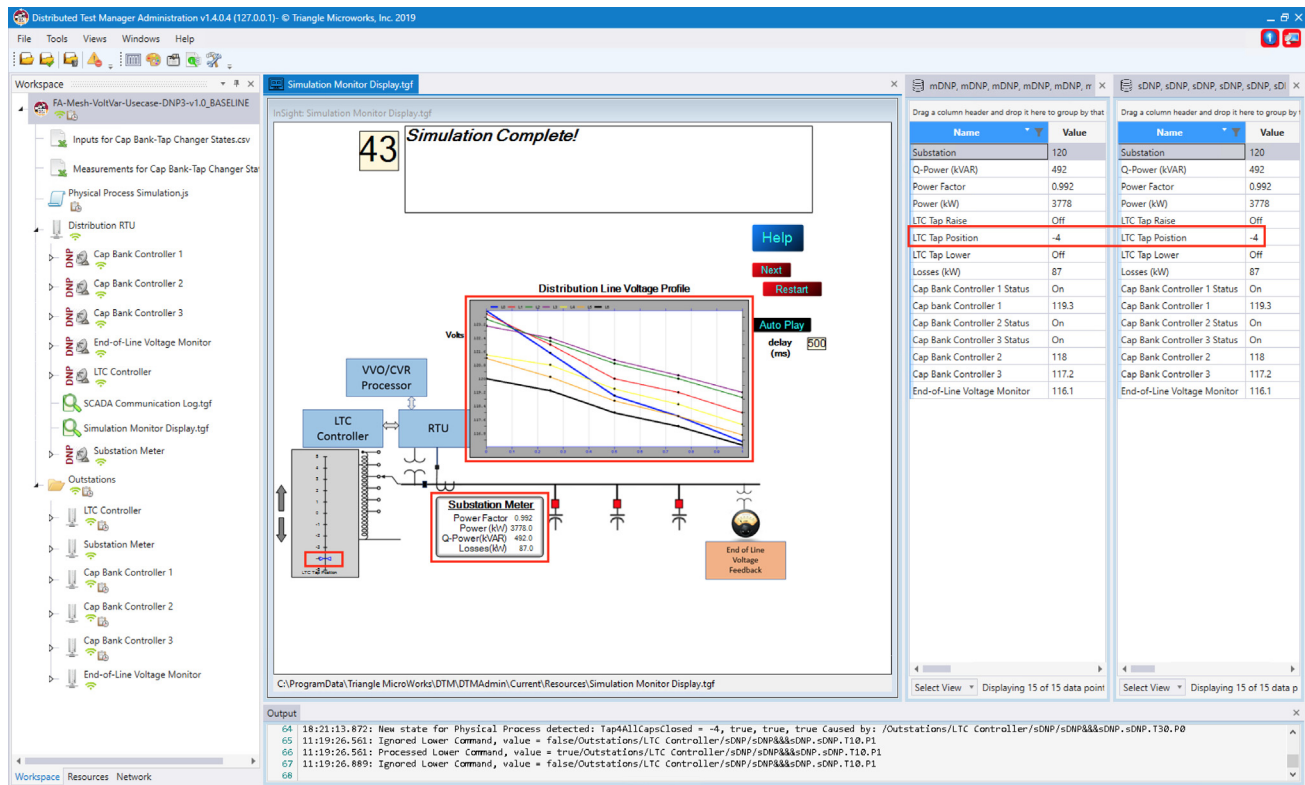 Distributed Test Manager Administration v1.4.0.4 (127.0.0.1)- © Triangle Microworks, Inc. 2019
File Tools Views Windows Help
Workspace
FA-Mesh-VoltVar-Usecase-DNP3-v1.0_BASELINE
Inputs for Cap Bank-Tap Changer States.csv
Measurements for Cap Bank-Tap Changer Sta
Physical Process Simulation.js
Distribution RTU
DNP Cap Bank Controller 1
DNP Cap Bank Controller 2
DNP Cap Bank Controller 3
DNP End-of-Line Voltage Monitor
DNP LTC Controller
SCADA Communication Log.tgf
Simulation Monitor Display.tgf
DNP Substation Meter
Outstations
LTC Controller
Substation Meter
Cap Bank Controller 1
Cap Bank Controller 2
Cap Bank Controller 3
End-of-Line Voltage Monitor
Workspace Resources Network
Simulation Monitor Display.tgf
InSight: Simulation Monitor Display.tgf
43
Simulation Complete!
Help
Next
Restart
Auto Play
delay 500
(ms)
Distribution Line Voltage Profile
Volts
VVO/CVR
Processor
LTC
Controller
RTU
LTC Tap Position
Substation Meter
Power Factor 0.992
Power (kW) 3778.0
Q-Power(kVAR) 492.0
Losses(kW) 87.0
End of Line
Voltage
Feedback
C:\ProgramData\Triangle MicroWorks\DTM\DTMAdmin\Current\Resources\Simulation Monitor Display.tgf
mDNP, mDNP, mDNP, mDNP, mDNP, m
Drag a column header and drop it here to group by that
Name Value
Substation 120
Q-Power (kVAR) 492
Power Factor 0.992
Power (kW) 3778
LTC Tap Raise Off
LTC Tap Position -4
LTC Tap Lower Off
Losses (kW) 87
Cap Bank Controller 1 Status On
Cap bank Controller 1 119.3
Cap Bank Controller 2 Status On
Cap Bank Controller 3 Status On
Cap Bank Controller 2 118
Cap Bank Controller 3 117.2
End-of-Line Voltage Monitor 116.1
Select View Displaying 15 of 15 data point
sDNP, sDNP, sDNP, sDNP, sDNP, sDI
Drag a column header and drop it here to group by t
Name Value
Substation 120
Q-Power (kVAR) 492
Power Factor 0.992
Power (kW) 3778
LTC Tap Raise Off
LTC Tap Poistion -4
LTC Tap Lower Off
Losses (kW) 87
Cap Bank Controller 1 Status On
Cap Bank Controller 1 119.3
Cap Bank Controller 2 Status On
Cap Bank Controller 3 Status On
Cap Bank Controller 2 118
Cap Bank Controller 3 117.2
End-of-Line Voltage Monitor 116.1
Select View Displaying 15 of 15 data p
Output
64 18:21:13.872: New state for Physical Process detected: Tap4AllCapsClosed = -4, true, true, true Caused by: /Outstations/LTC Controller/sDNP/sDNP&&&sDNP.sDNP.T30.P0
65 11:19:26.561: Ignored Lower Command, value = false/Outstations/LTC Controller/sDNP/sDNP&&&sDNP.sDNP.T10.P1
66 11:19:26.561: Processed Lower Command, value = true/Outstations/LTC Controller/sDNP/sDNP&&&sDNP.sDNP.T10.P1
67 11:19:26.889: Ignored Lower Command, value = false/Outstations/LTC Controller/sDNP/sDNP&&&sDNP.sDNP.T10.P1
68